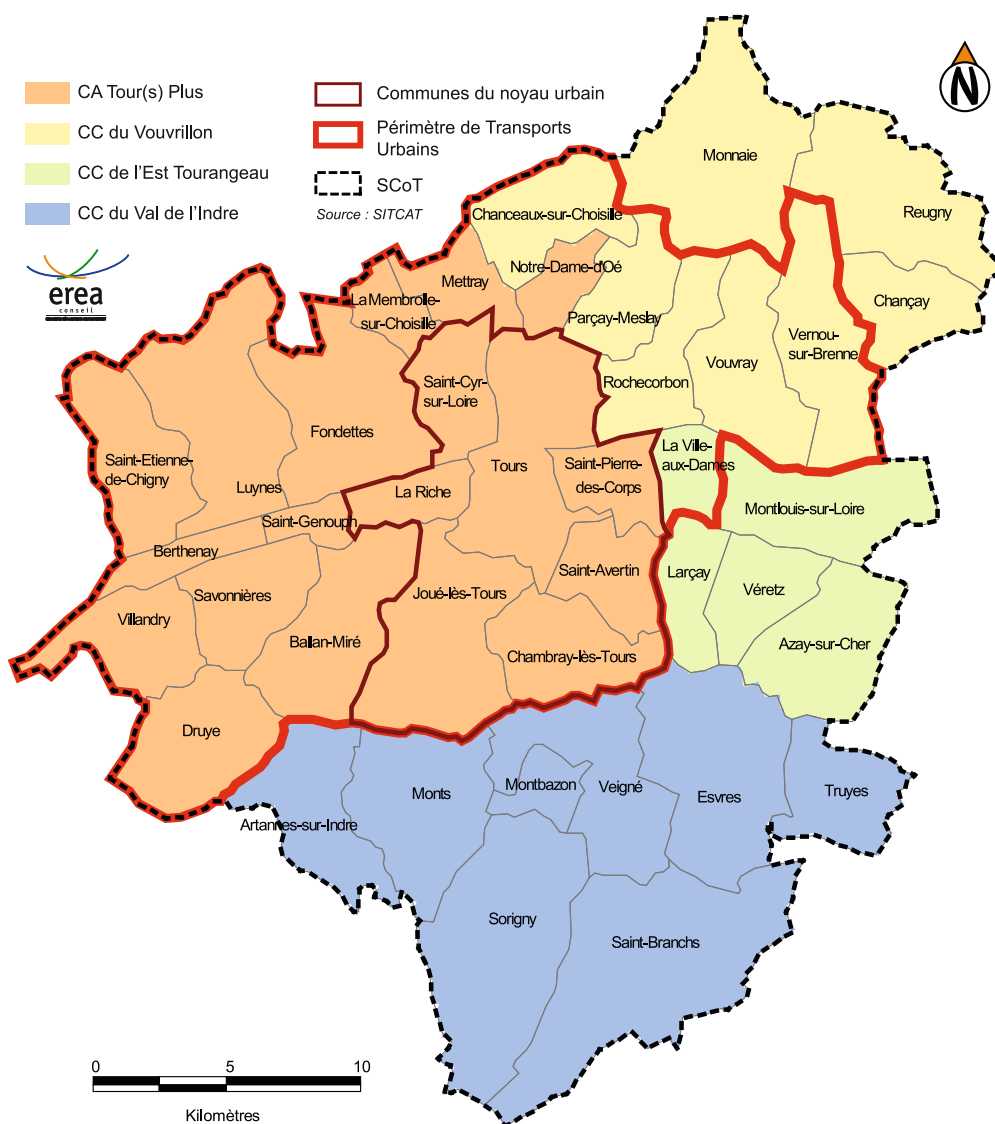 CA Tour(s) Plus
CC du Vouvrillon
CC de l'Est Tourangeau
CC du Val de l'Indre
Communes du noyau urbain
Périmètre de Transports
Urbains
SCoT
Source : SITCAT
erea
conseil
N
Monnaie
Reugny
Chanceaux-sur-Choisille
Notre-Dame-d'Oé
Mettray
La Membrolle-
sur-Choisille
Parçay-Meslay
Chançay
Vernou-
sur-Brenne
Vouvray
Rochecorbon
Saint-Cyr-
sur-Loire
Fondettes
Saint-Etienne-
de-Chigny
Luynes
Tours
La Ville-
aux-Dames
Saint-Pierre-
des-Corps
La Riche
Montlouis-sur-Loire
Saint-Genouph
Berthenay
Saint-Avertin
Larçay
Véretz
Savonnières
Joué-lès-Tours
Villandry
Ballan-Miré
Azay-sur-Cher
Chambray-lès-Tours
Druye
Montbazon
Veigné
Monts
Esvres
Truyes
Artannes-sur-Indre
Sorigny
Saint-Branchs
0 5 10
Kilomètres